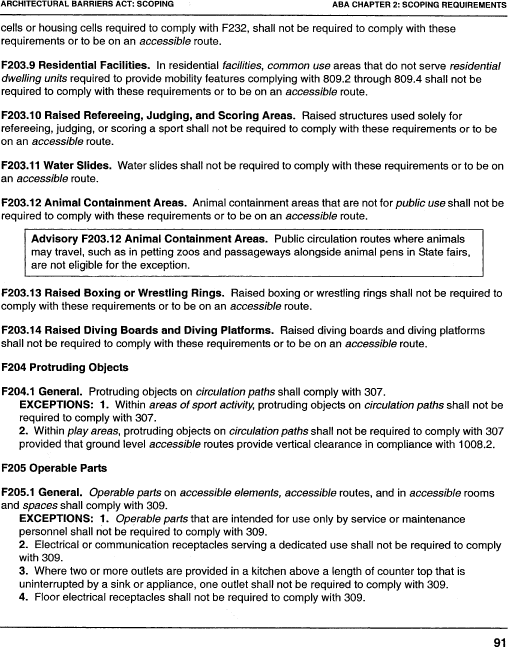 ARCHITECTURAL BARRIERS ACT: SCOPING ABA CHAPTER 2: SCOPING REQUIREMENTS
cells or housing cells required to comply with F232, shall not be required to comply with these
requirements or to be on an accessible route.
F203.9 Residential Facilities. In residential facilities, common use areas that do not serve residential
dwelling units required to provide mobility features complying with 809.2 through 809.4 shall not be
required to comply with these requirements or to be on an accessible route.
F203.10 Raised Refereeing, Judging, and Scoring Areas. Raised structures used solely for
refereeing, judging, or scoring a sport shall not be required to comply with these requirements or to be
on an accessible route.
F203.11 Water Slides. Water slides shall not be required to comply with these requirements or to be on
an accessible route.
F203.12 Animal Containment Areas. Animal containment areas that are not for public use shall not be
required to comply with these requirements or to be on an accessible route.
Advisory F203.12 Animal Containment Areas. Public circulation routes where animals
may travel, such as in petting zoos and passageways alongside animal pens in State fairs,
are not eligible for the exception.
F203.13 Raised Boxing or Wrestling Rings. Raised boxing or wrestling rings shall not be required to
comply with these requirements or to be on an accessible route.
F203.14 Raised Diving Boards and Diving Platforms. Raised diving boards and diving platforms
shall not be required to comply with these requirements or to be on an accessible route.
F204 Protruding Objects
F204.1 General. Protruding objects on circulation paths shall comply with 307.
EXCEPTIONS: 1. Within areas of sport activity, protruding objects on circulation paths shall not be
required to comply with 307.
2. Within play areas, protruding objects on circulation paths shall not be required to comply with 307
provided that ground level accessible routes provide vertical clearance in compliance with 1008.2.
F205 Operable Parts
F205.1 General. Operable parts on accessible elements, accessible routes, and in accessible rooms
and spaces shall comply with 309.
EXCEPTIONS: 1. Operable parts that are intended for use only by service or maintenance
personnel shall not be required to comply with 309.
2. Electrical or communication receptacles serving a dedicated use shall not be required to comply
with 309.
3. Where two or more outlets are provided in a kitchen above a length of counter top that is
uninterrupted by a sink or appliance, one outlet shall not be required to comply with 309.
4. Floor electrical receptacles shall not be required to comply with 309.
91